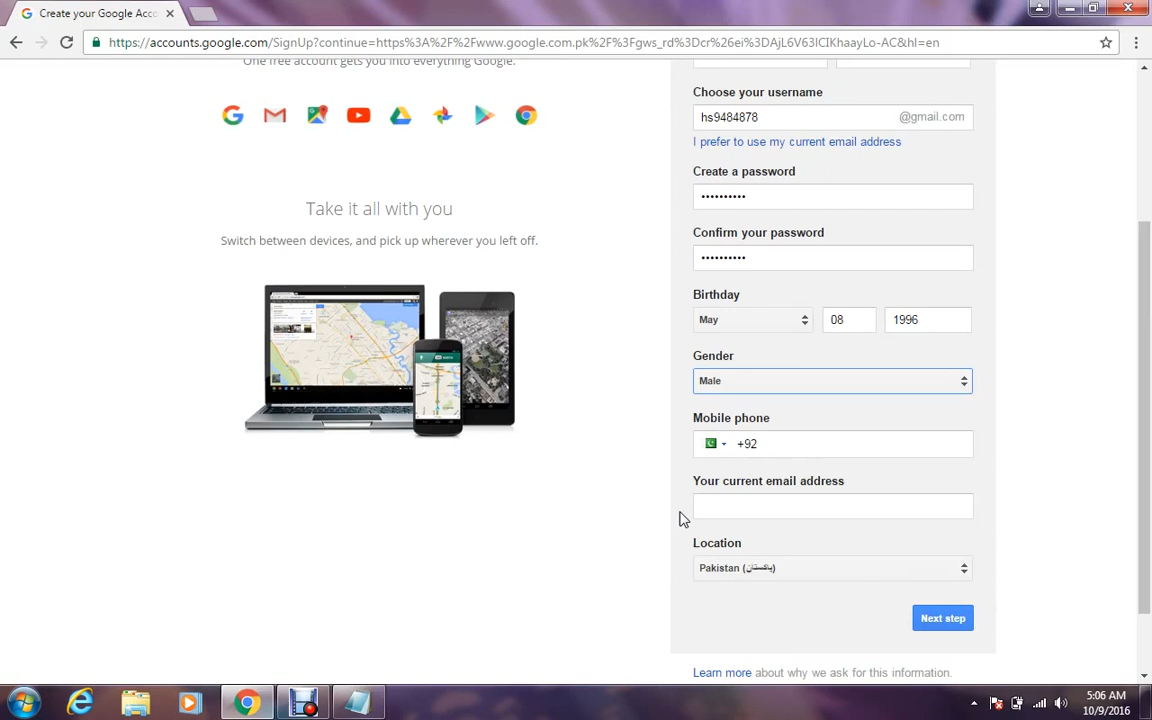 Create your Google Acco
https://accounts.google.com/SignUp?continue=https%3A%2F%2Fwww.google.com.pk%2F%3Fgws_rd%3Dcr%26ei%3DAjL6V63ICIKhaayLo-AC&hl=en
One free account gets you into everything Google.
Take it all with you
Switch between devices, and pick up wherever you left off.
Choose your username
hs9484878 @gmail.com
I prefer to use my current email address
Create a password
••••••••••
Confirm your password
••••••••••
Birthday
May 08 1996
Gender
Male
Mobile phone
+92
Your current email address
Location
Pakistan (پاکستان)
Next step
Learn more about why we ask for this information.
5:06 AM
10/9/2016